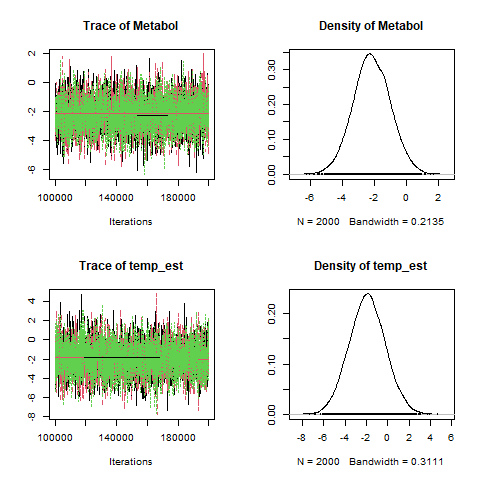 Trace of Metabol
2
0
-2
-4
-6
100000 140000 180000
Iterations
Density of Metabol
0.30
0.20
0.10
0.00
-6 -4 -2 0 2
N = 2000 Bandwidth = 0.2135
Trace of temp_est
4
2
0
-2
-4
-6
-8
100000 140000 180000
Iterations
Density of temp_est
0.20
0.10
0.00
-8 -6 -4 -2 0 2 4 6
N = 2000 Bandwidth = 0.3111